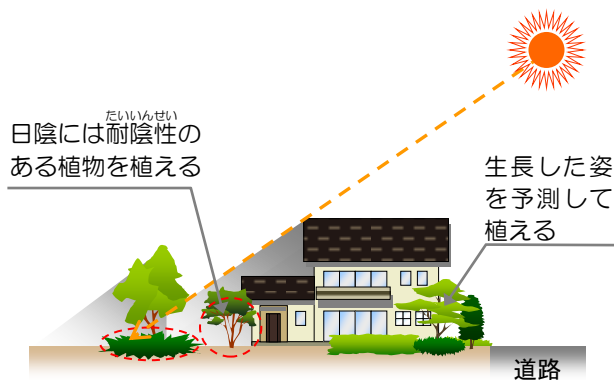 たいいんせい
日陰には耐陰性の
ある植物を植える
生長した姿
を予測して
植える
道路